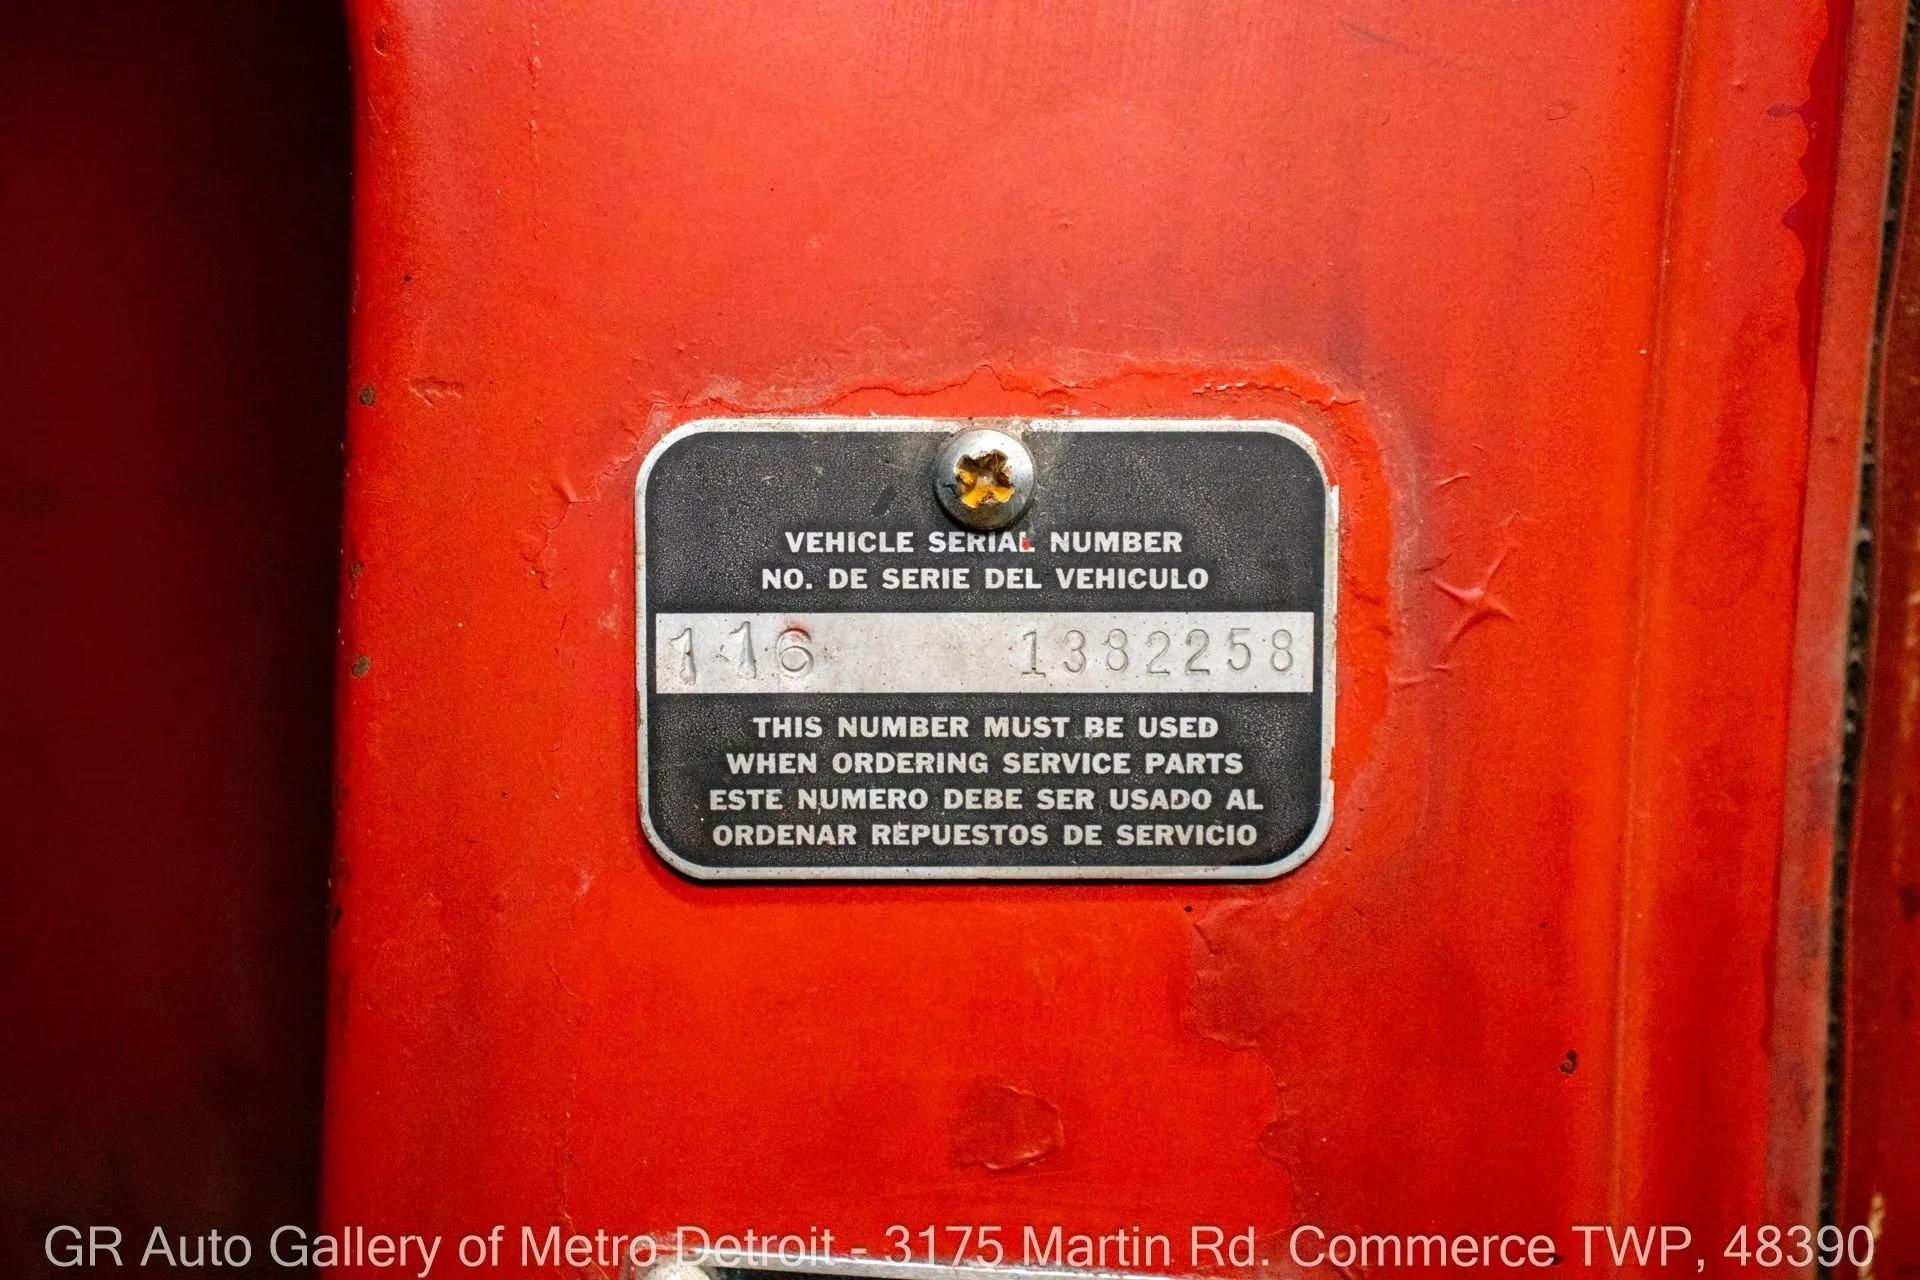 VEHICLE SERIAL NUMBER
NO. DE SERIE DEL VEHICULO
116 1382258
THIS NUMBER MUST BE USED
WHEN ORDERING SERVICE PARTS
ESTE NUMERO DEBE SER USADO AL
ORDENAR REPUESTOS DE SERVICIO
GR Auto Gallery of Metro Detroit - 3175 Martin Rd. Commerce TWP, 48390